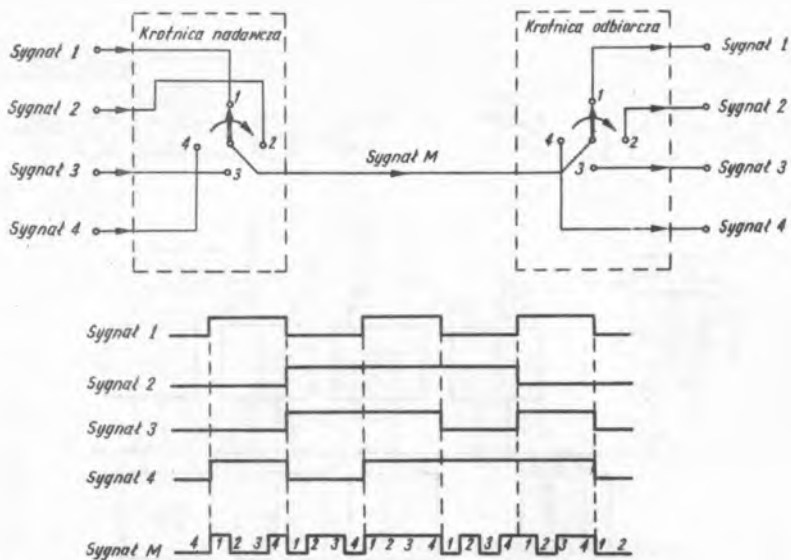 Krotnica nadawcza
Krotnica odbiorcza
Sygnał 1
Sygnał 1
1
1
Sygnał 2
Sygnał 2
4
2
4
2
Sygnał M
Sygnał 3
3
3
Sygnał 3
Sygnał 4
Sygnał 4
Sygnał 1
Sygnał 2
Sygnał 3
Sygnał 4
Sygnał M
4 1 2 3 4 1 2 3 4 1 2 3 4 1 2 3 4 1 2 3 4 1 2